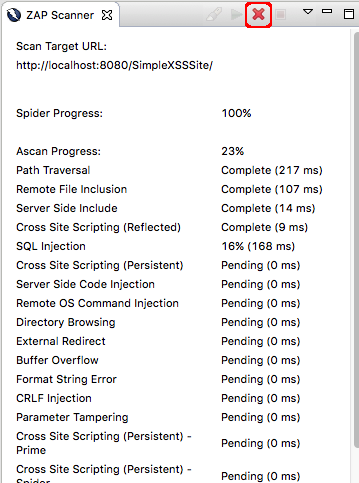 ZAP Scanner
Scan Target URL:
http://localhost:8080/SimpleXSSSite/
Spider Progress: 100%
Ascan Progress: 23%
Path Traversal Complete (217 ms)
Remote File Inclusion Complete (107 ms)
Server Side Include Complete (14 ms)
Cross Site Scripting (Reflected) Complete (9 ms)
SQL Injection 16% (168 ms)
Cross Site Scripting (Persistent) Pending (0 ms)
Server Side Code Injection Pending (0 ms)
Remote OS Command Injection Pending (0 ms)
Directory Browsing Pending (0 ms)
External Redirect Pending (0 ms)
Buffer Overflow Pending (0 ms)
Format String Error Pending (0 ms)
CRLF Injection Pending (0 ms)
Parameter Tampering Pending (0 ms)
Cross Site Scripting (Persistent) -
Prime Pending (0 ms)
Cross Site Scripting (Persistent) -
Spider Pending (0 ms)